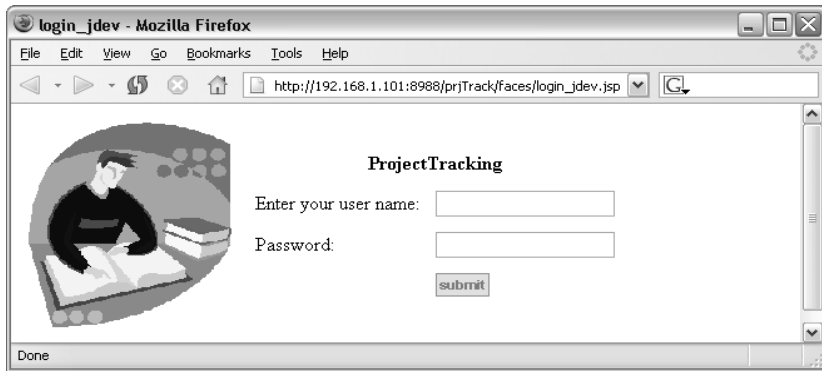 login_jdev - Mozilla Firefox
File Edit View Go Bookmarks Tools Help
http://192.168.1.101:8988/prjTrack/faces/login_jdev.jsp G
ProjectTracking
Enter your user name:
Password:
submit
Done